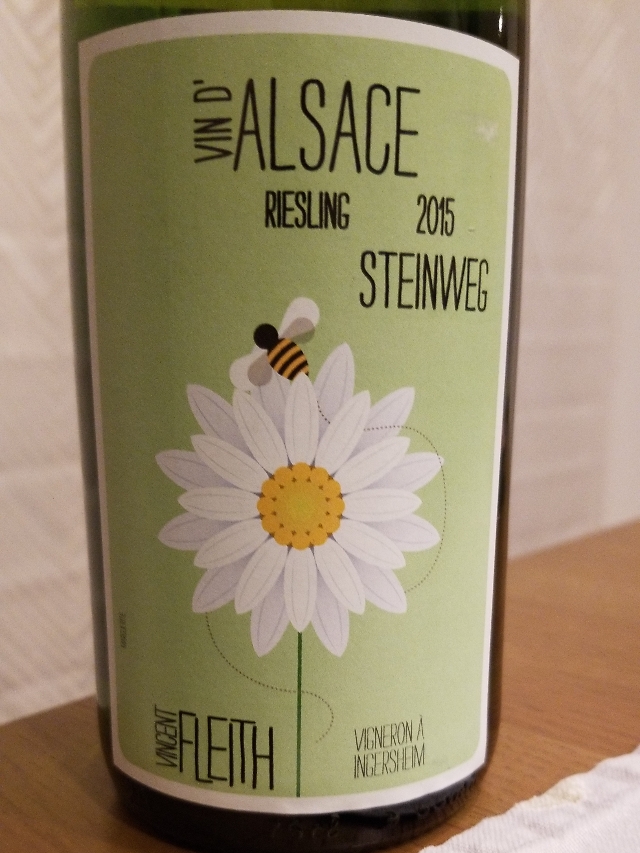 VIN D'ALSACE
RIESLING 2015
STEINWEG
VINCENT FLEITH
VIGNERON À
INGERSHEIM